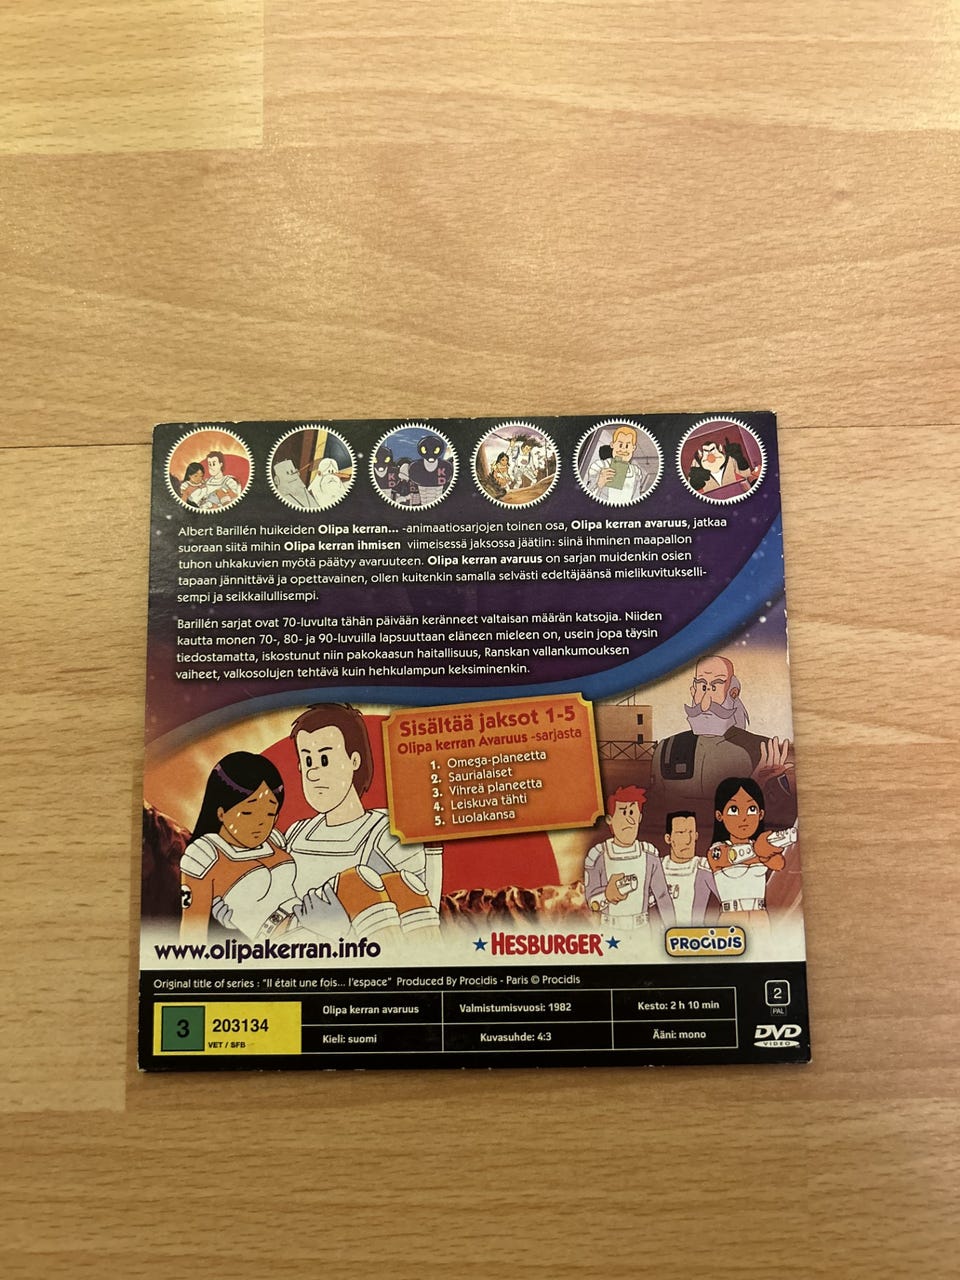 Albert Barillén huikeiden Olipa kerran... -animaatiosarjojen toinen osa, Olipa kerran avaruus, jatkaa
suoraan siitä mihin Olipa kerran ihmisen viimeisessä jaksossa jäätiin: siinä ihminen maapallon
tuhon uhkakuvien myötä päätyy avaruuteen. Olipa kerran avaruus on sarjan muidenkin osien
tapaan jännittävä ja opettavainen, ollen kuitenkin samalla selvästi edeltäjäänsä mielikuvitukselli-
sempi ja seikkailullisempi.
Barillén sarjat ovat 70-luvulta tähän päivään keränneet valtaisan määrän katsojia. Niiden
kautta monen 70-, 80- ja 90-luvuilla lapsuuttaan eläneen mieleen on, usein jopa täysin
tiedostamatta, iskostunut niin pakokaasun haitallisuus, Ranskan vallankumouksen
vaiheet, valkosolujen tehtävä kuin hehkulampun keksiminenkin.
Sisältää jaksot 1-5
Olipa kerran Avaruus -sarjasta
1. Omega-planeetta
2. Saurialaiset
3. Vihreä planeetta
4. Leiskuva tähti
5. Luolakansa
www.olipakerran.info
HESBURGER
PROCIDIS
Original title of series : "Il était une fois... l'espace" Produced By Procidis - Paris © Procidis
3 203134
VET / SFB
Olipa kerran avaruus
Valmistumisvuosi: 1982
Kesto: 2 h 10 min
Kieli: suomi
Kuvasuhde: 4:3
Ääni: mono
2
PAL
DVD
VIDEO